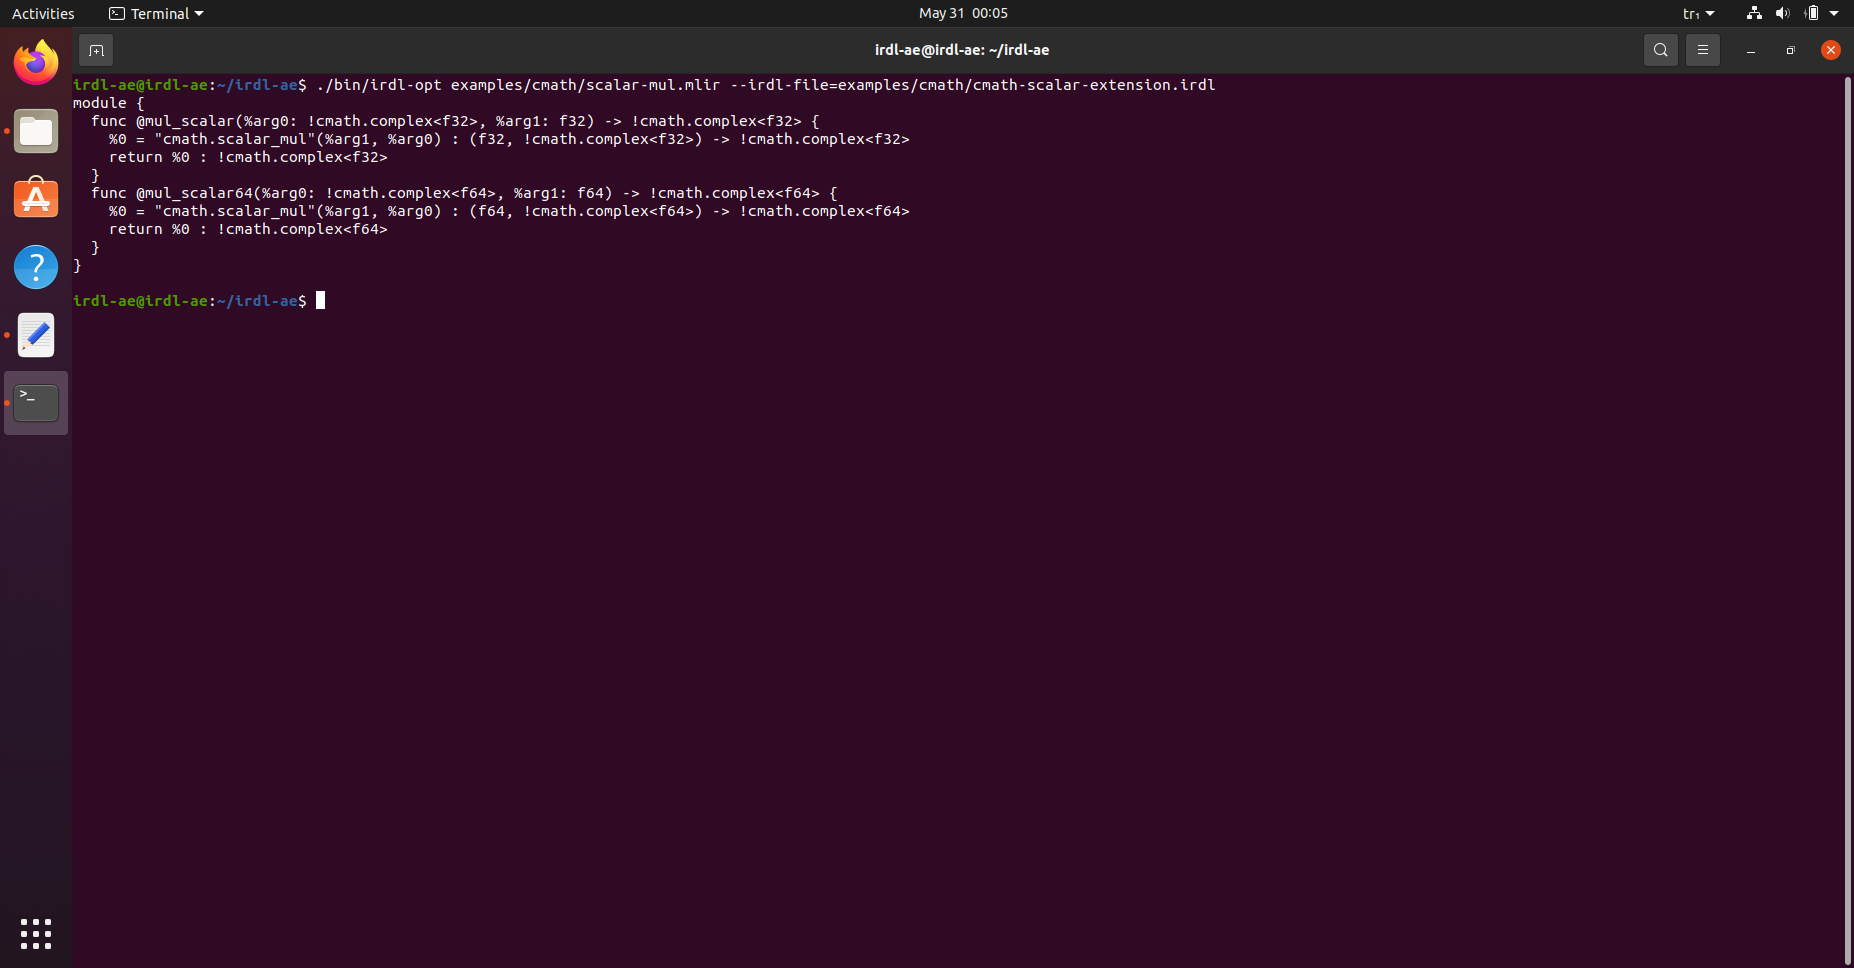 Activities Terminal May 31 00:05 tr₁
irdl-ae@irdl-ae: ~/irdl-ae
irdl-ae@irdl-ae:~/irdl-ae$ ./bin/irdl-opt examples/cmath/scalar-mul.mlir --irdl-file=examples/cmath/cmath-scalar-extension.irdl
module {
  func @mul_scalar(%arg0: !cmath.complex<f32>, %arg1: f32) -> !cmath.complex<f32> {
    %0 = "cmath.scalar_mul"(%arg1, %arg0) : (f32, !cmath.complex<f32>) -> !cmath.complex<f32>
    return %0 : !cmath.complex<f32>
  }
  func @mul_scalar64(%arg0: !cmath.complex<f64>, %arg1: f64) -> !cmath.complex<f64> {
    %0 = "cmath.scalar_mul"(%arg1, %arg0) : (f64, !cmath.complex<f64>) -> !cmath.complex<f64>
    return %0 : !cmath.complex<f64>
  }
}
irdl-ae@irdl-ae:~/irdl-ae$